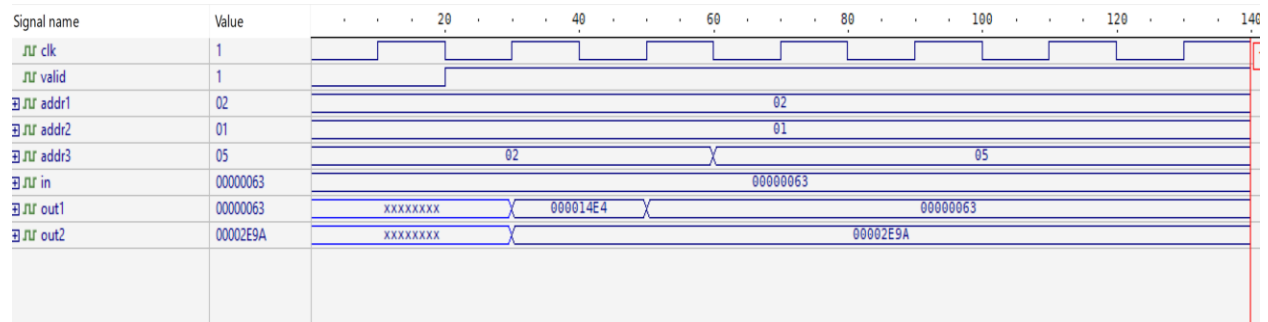 Signal name Value 20 40 60 80 100 120 140
clk 1
valid 1
addr1 02 02
addr2 01 01
addr3 05 02 05
in 00000063 00000063
out1 00000063 xxxxxxxx 000014E4 00000063
out2 00002E9A xxxxxxxx 00002E9A